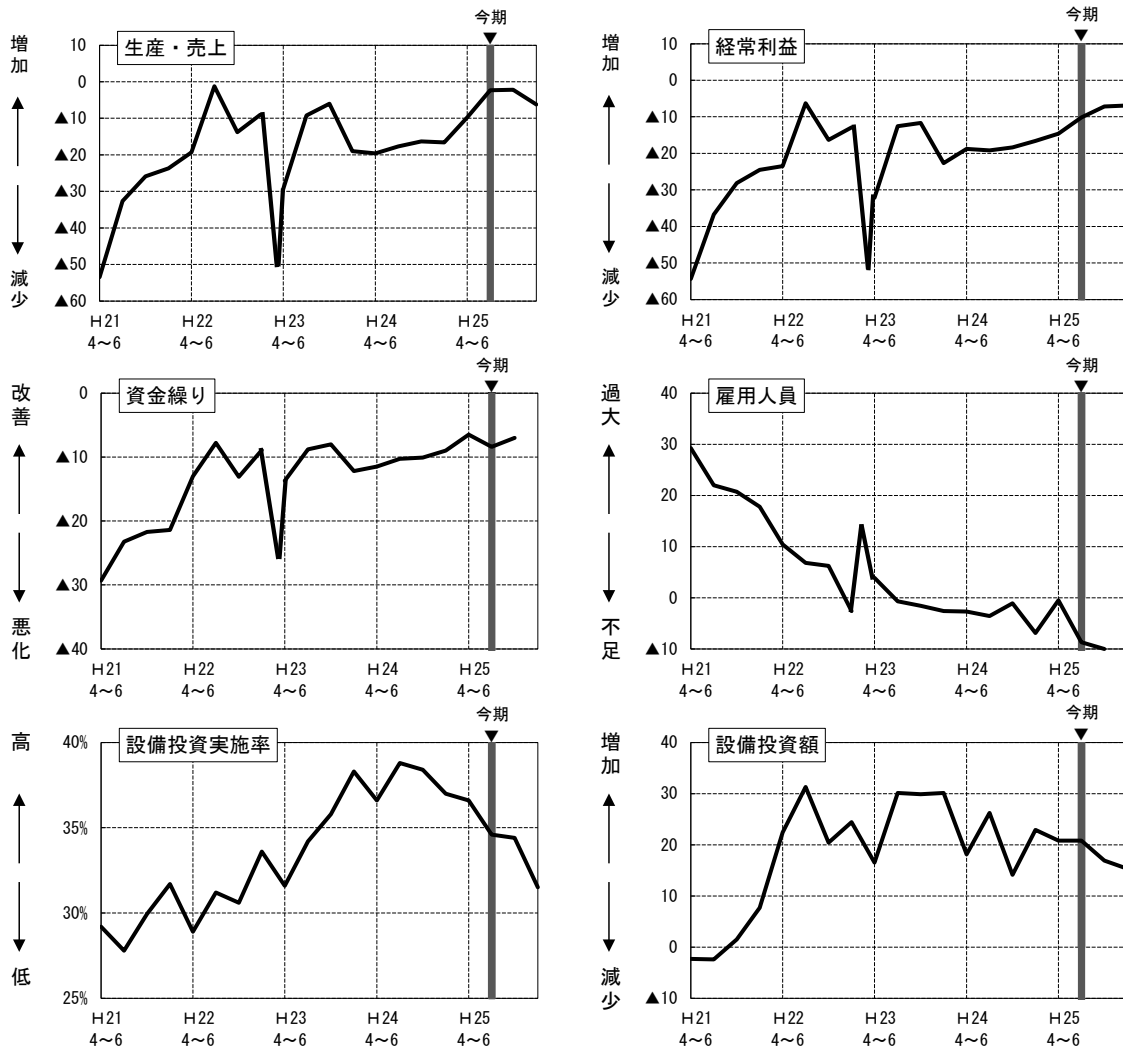 生産・売上
今期
▼
増加
減少
10
0
▲10
▲20
▲30
▲40
▲50
▲60
H21 H22 H23 H24 H25
4～6 4～6 4～6 4～6 4～6
経常利益
今期
▼
増加
減少
10
0
▲10
▲20
▲30
▲40
▲50
▲60
H21 H22 H23 H24 H25
4～6 4～6 4～6 4～6 4～6
資金繰り
今期
▼
改善
悪化
0
▲10
▲20
▲30
▲40
H21 H22 H23 H24 H25
4～6 4～6 4～6 4～6 4～6
雇用人員
今期
▼
過大
不足
40
30
20
10
0
▲10
H21 H22 H23 H24 H25
4～6 4～6 4～6 4～6 4～6
設備投資実施率
今期
▼
高
低
40%
35%
30%
25%
H21 H22 H23 H24 H25
4～6 4～6 4～6 4～6 4～6
設備投資額
今期
▼
増加
減少
40
30
20
10
0
▲10
H21 H22 H23 H24 H25
4～6 4～6 4～6 4～6 4～6